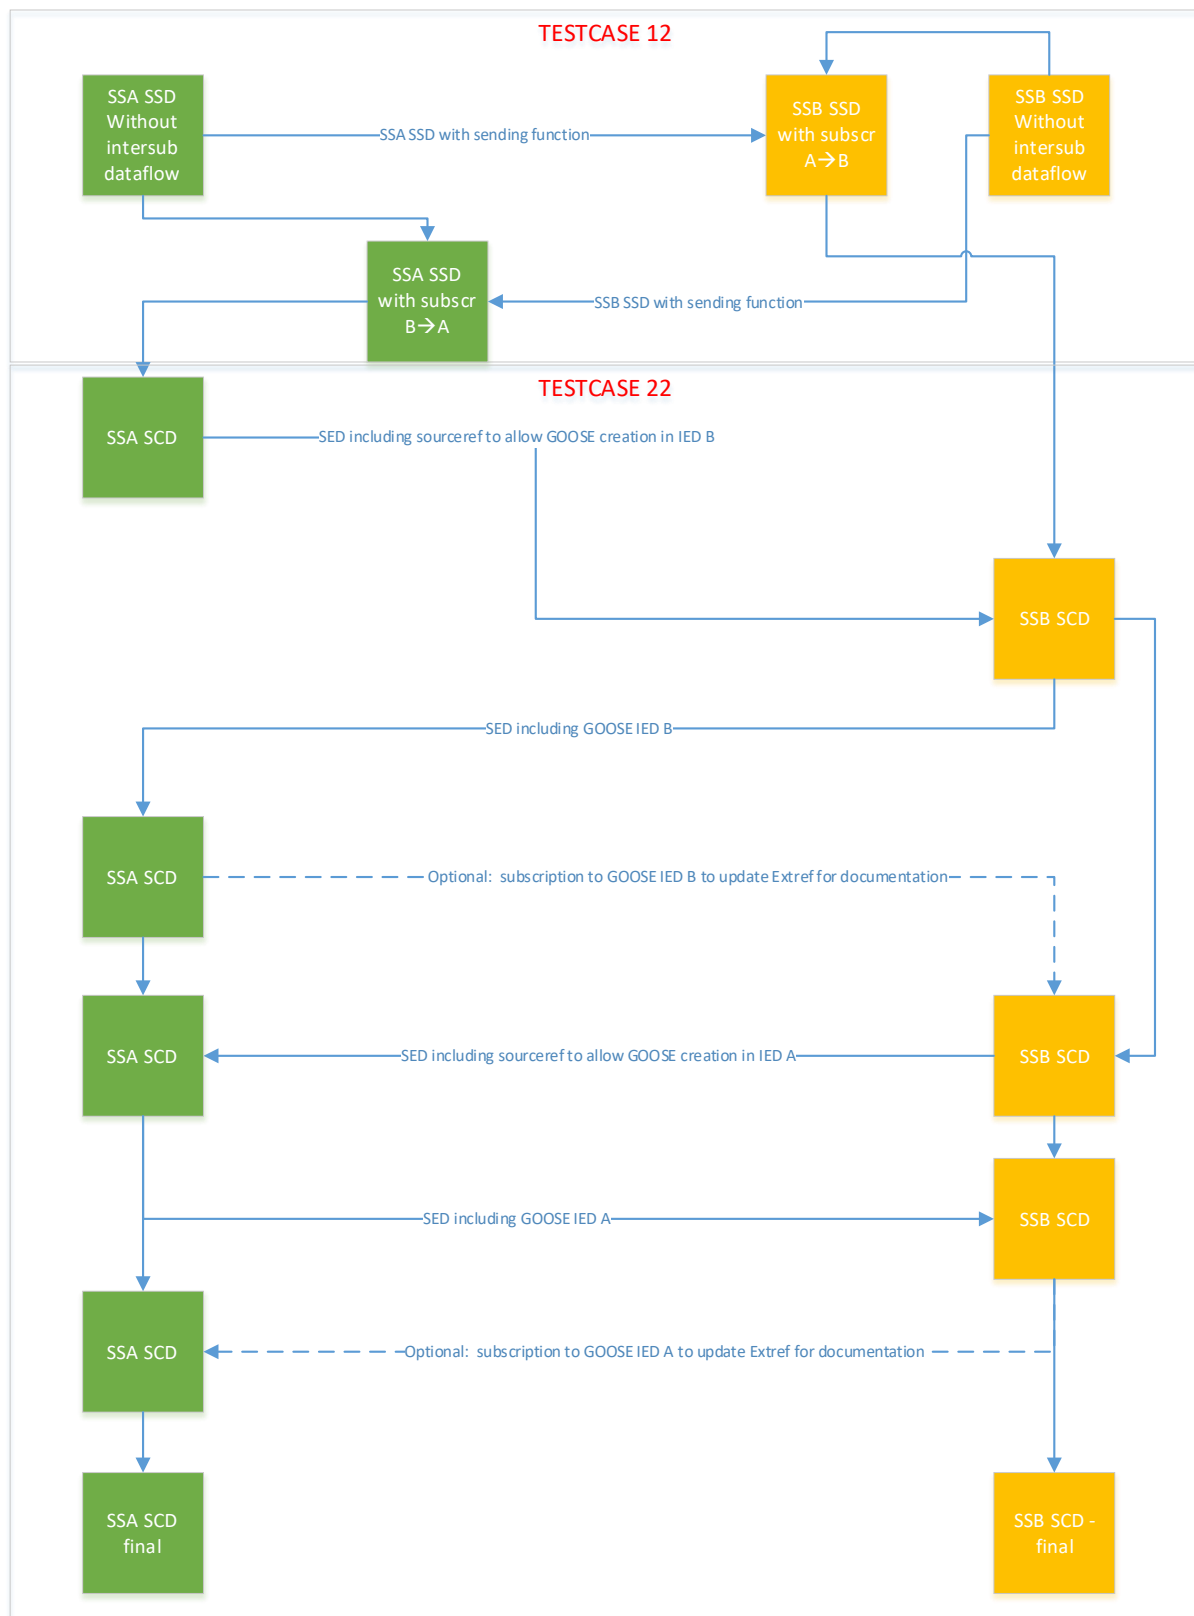 TESTCASE 12
SSA SSD
Without
intersub
dataflow
SSA SSD with sending function
SSB SSD
with subscr
A→B
SSB SSD
Without
intersub
dataflow
SSA SSD
with subscr
B→A
SSB SSD with sending function
TESTCASE 22
SSA SCD
SED including sourceref to allow GOOSE creation in IED B
SSB SCD
SED including GOOSE IED B
SSA SCD
Optional: subscription to GOOSE IED B to update Extref for documentation
SSA SCD
SED including sourceref to allow GOOSE creation in IED A
SSB SCD
SED including GOOSE IED A
SSB SCD
SSA SCD
Optional: subscription to GOOSE IED A to update Extref for documentation
SSA SCD
final
SSB SCD -
final